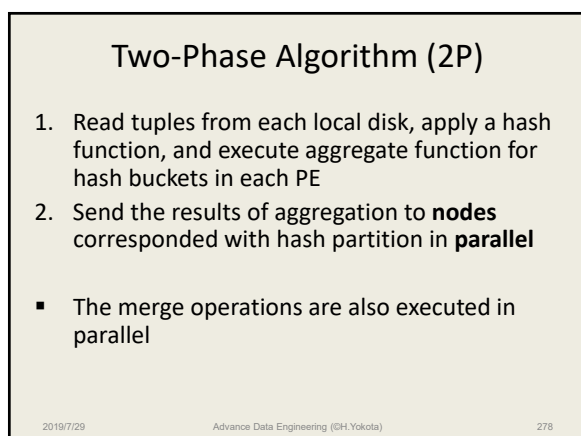 Two-Phase Algorithm (2P)
1. Read tuples from each local disk, apply a hash
function, and execute aggregate function for
hash buckets in each PE
2. Send the results of aggregation to nodes
corresponded with hash partition in parallel
▪ The merge operations are also executed in
parallel
2019/7/29 Advance Data Engineering (©H.Yokota) 278